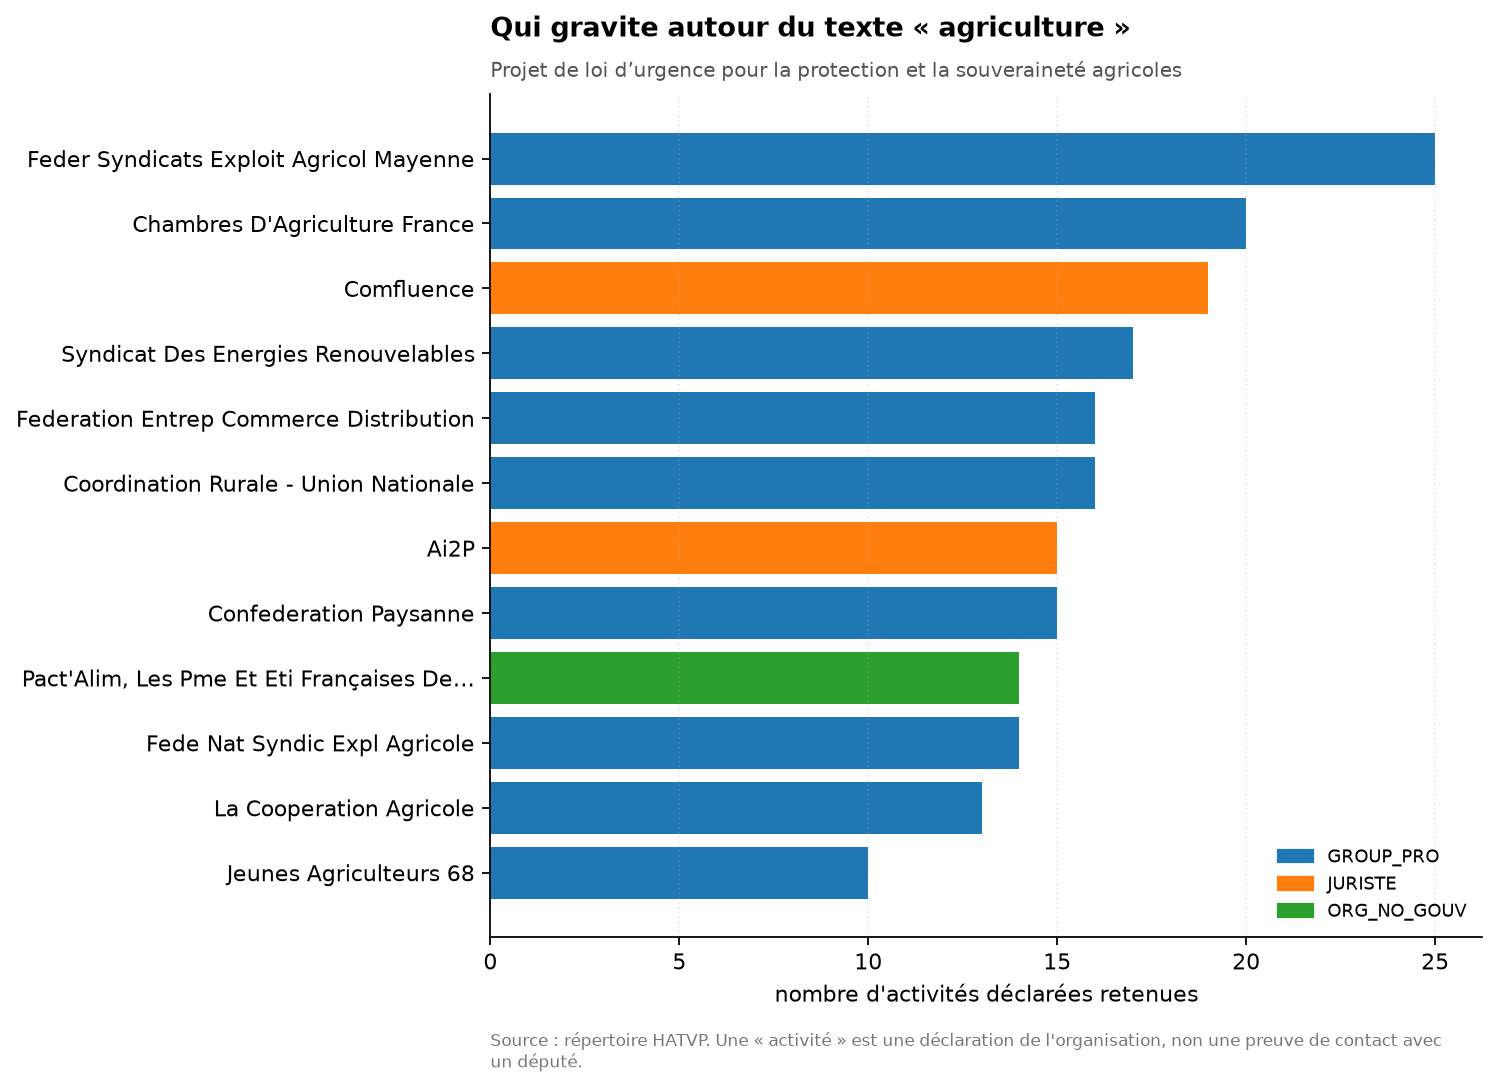 Qui gravite autour du texte « agriculture »
Projet de loi d’urgence pour la protection et la souveraineté agricoles
Feder Syndicats Exploit Agricol Mayenne
Chambres D'Agriculture France
Comfluence
Syndicat Des Energies Renouvelables
Federation Entrep Commerce Distribution
Coordination Rurale - Union Nationale
Ai2P
Confederation Paysanne
Pact'Alim, Les Pme Et Eti Françaises De…
Fede Nat Syndic Expl Agricole
La Cooperation Agricole
Jeunes Agriculteurs 68
GROUP_PRO
JURISTE
ORG_NO_GOUV
0 5 10 15 20 25
nombre d'activités déclarées retenues
Source : répertoire HATVP. Une « activité » est une déclaration de l'organisation, non une preuve de contact avec
un député.